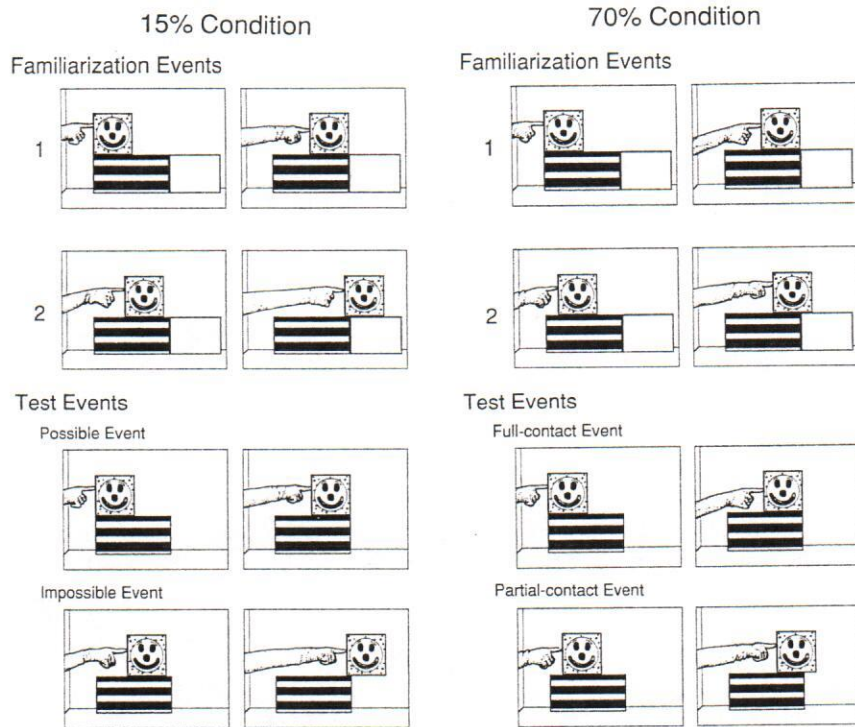 15% Condition
Familiarization Events
1
2
Test Events
Possible Event
Impossible Event
70% Condition
Familiarization Events
1
2
Test Events
Full-contact Event
Partial-contact Event